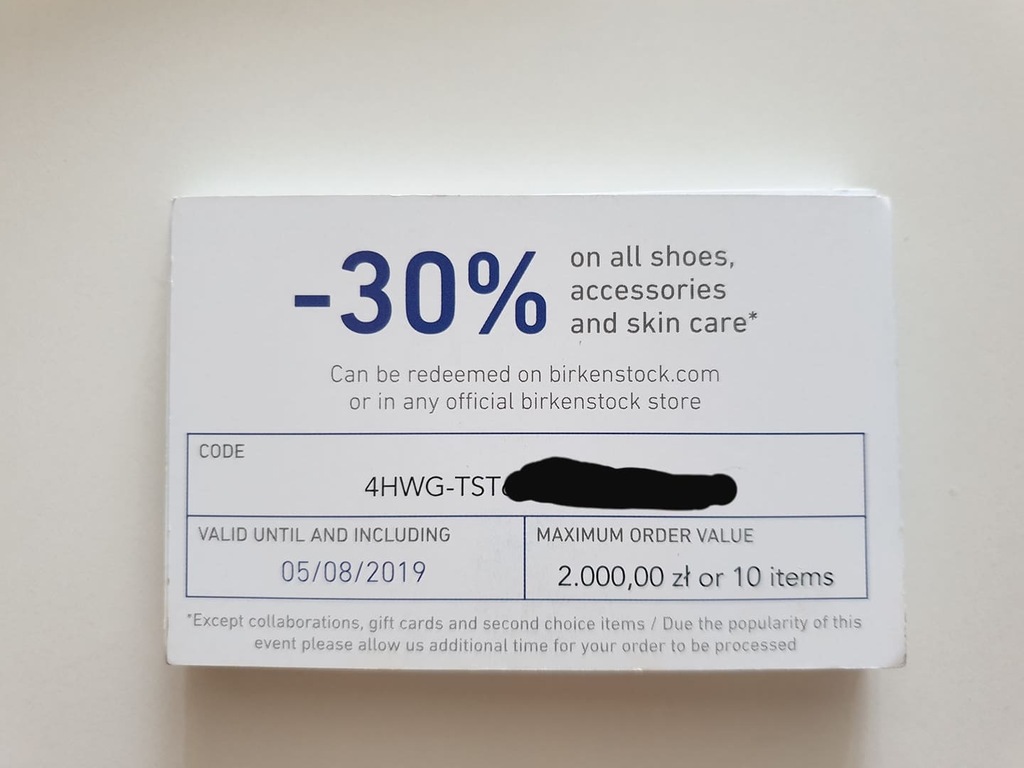 -30% on all shoes,
accessories
and skin care*
Can be redeemed on birkenstock.com
or in any official birkenstock store
CODE
4HWG-TST
VALID UNTIL AND INCLUDING
05/08/2019
MAXIMUM ORDER VALUE
2.000,00 zł or 10 items
*Except collaborations, gift cards and second choice items / Due the popularity of this
event please allow us additional time for your order to be processed